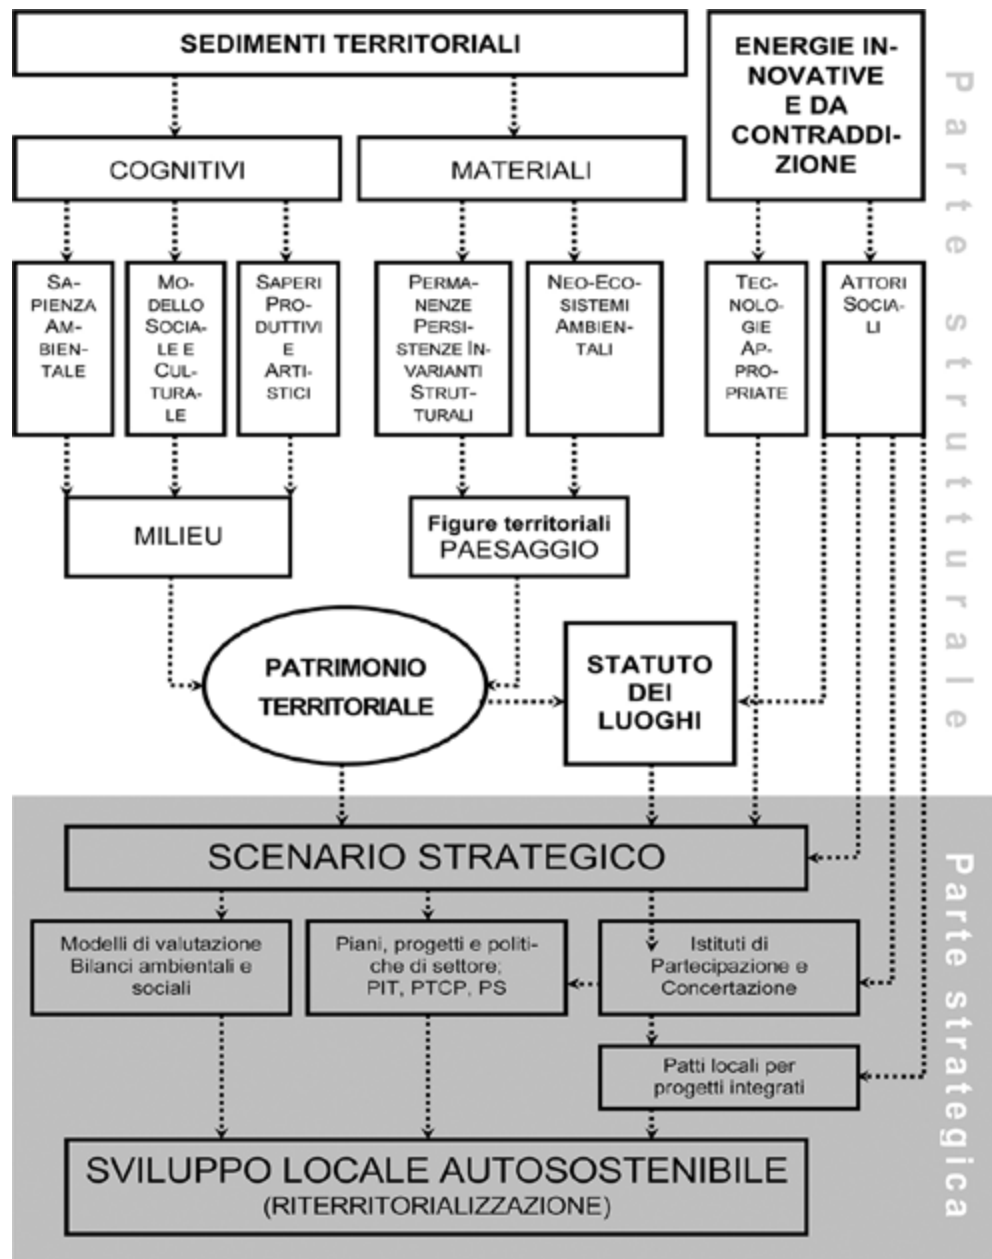 SEDIMENTI TERRITORIALI
ENERGIE IN-
NOVATIVE
E DA
CONTRADDI-
ZIONE
COGNITIVI
MATERIALI
SA-
PIENZA
AM-
BIEN-
TALE
MO-
DELLO
SOCIA-
LE E
CUL-
TURA-
LE
SAPERI
PRO-
DUTTIVI
E
ARTI-
STICI
PERMA-
NENZE
PERSI-
STENZE IN-
VARIANTI
STRUT-
TURALI
NEO-ECO-
SISTEMI
AMBIEN-
TALI
TEC-
NOLO-
GIE
AP-
PRO-
PRIATE
ATTORI
SOCIA-
LI
MILIEU
Figure territoriali
PAESAGGIO
PATRIMONIO
TERRITORIALE
STATUTO
DEI
LUOGHI
Parte strutturale
SCENARIO STRATEGICO
Modelli di valutazione
Bilanci ambientali e
sociali
Piani, progetti e politi-
che di settore;
PIT, PTCP, PS
Istituti di
Partecipazione e
Concertazione
Patti locali per
progetti integrati
SVILUPPO LOCALE AUTOSOSTENIBILE
(RITERRITORIALIZZAZIONE)
Parte strategica